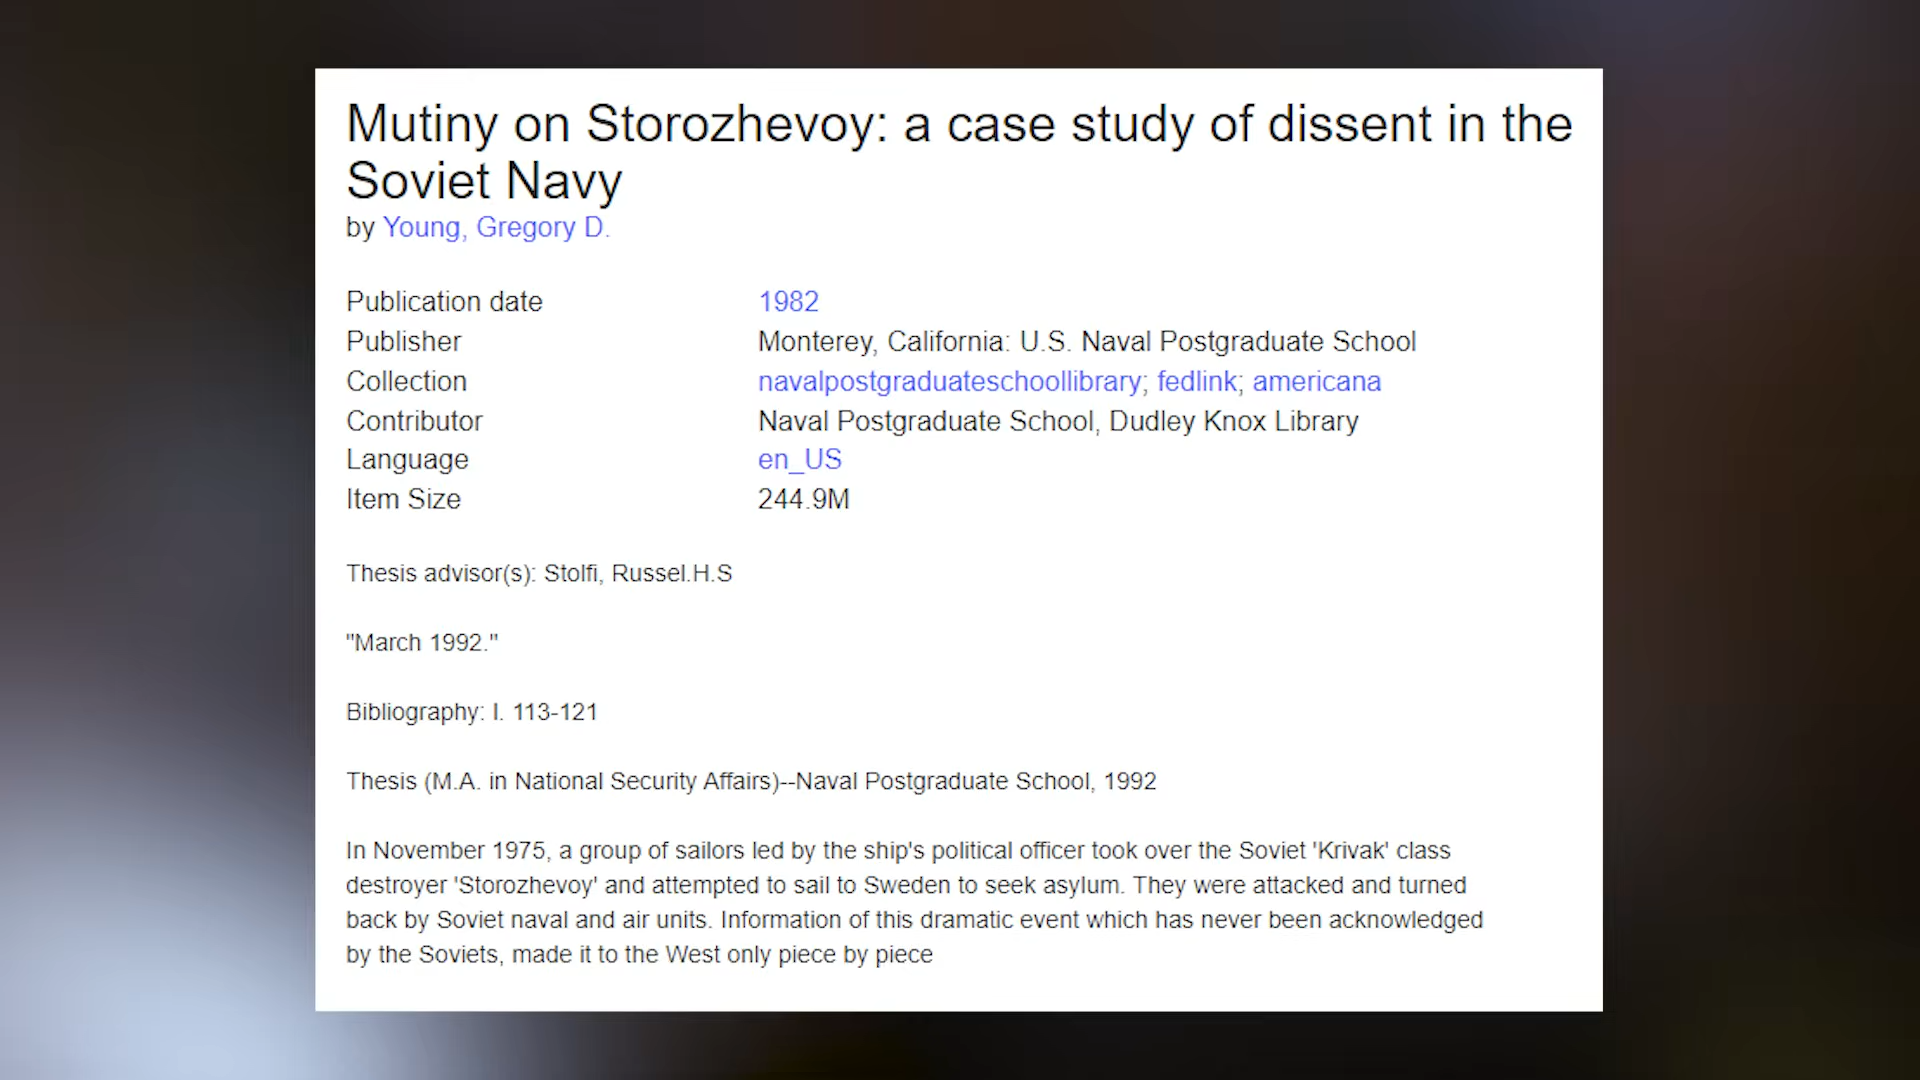 Mutiny on Storozhevoy: a case study of dissent in the
Soviet Navy
by Young, Gregory D.
Publication date 1982
Publisher Monterey, California: U.S. Naval Postgraduate School
Collection navalpostgraduateschoollibrary; fedlink; americana
Contributor Naval Postgraduate School, Dudley Knox Library
Language en_US
Item Size 244.9M
Thesis advisor(s): Stolfi, Russel.H.S
"March 1992."
Bibliography: l. 113-121
Thesis (M.A. in National Security Affairs)--Naval Postgraduate School, 1992
In November 1975, a group of sailors led by the ship's political officer took over the Soviet 'Krivak' class
destroyer 'Storozhevoy' and attempted to sail to Sweden to seek asylum. They were attacked and turned
back by Soviet naval and air units. Information of this dramatic event which has never been acknowledged
by the Soviets, made it to the West only piece by piece